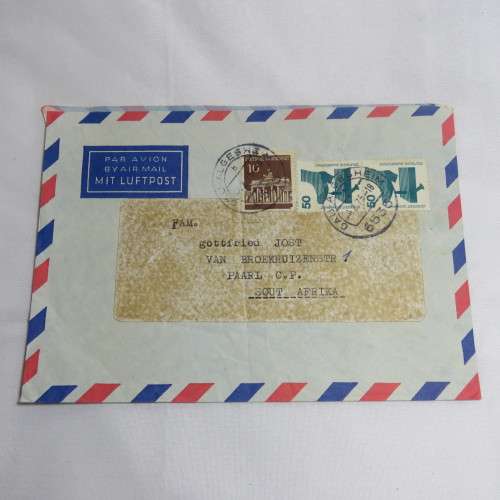 PAR AVION
BY AIR MAIL
MIT LUFTPOST
10
50
50
655
FAM.
gottfried JOST
VAN BROEKHUIZENSTR 1
PAARL C.P.
SOUT AFRIKA